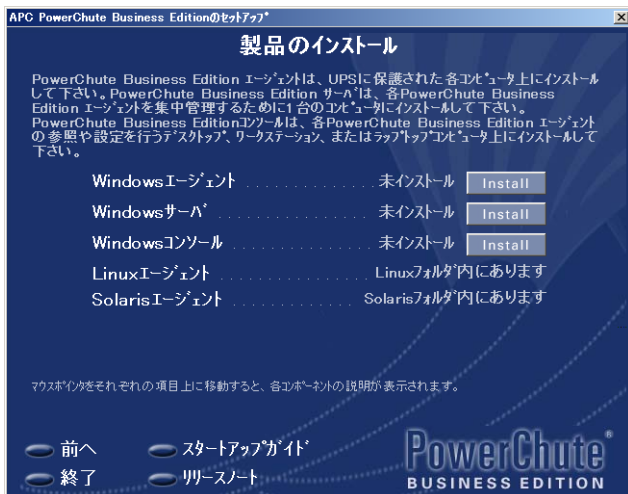 APC PowerChute Business Editionのｾｯﾄｱｯﾌﾟ
製品のインストール
PowerChute Business Edition ｴｰｼﾞｪﾝﾄは、UPSに保護された各ｺﾝﾋﾟｭｰﾀ上にインストール
して下さい。PowerChute Business Edition ｻｰﾊﾞは、各PowerChute Business
Edition ｴｰｼﾞｪﾝﾄを集中管理するために1台のｺﾝﾋﾟｭｰﾀにインストールして下さい。
PowerChute Business Editionｺﾝｿｰﾙは、各PowerChute Business Edition ｴｰｼﾞｪﾝﾄ
の参照や設定を行うﾃﾞｽｸﾄｯﾌﾟ、ﾜｰｸｽﾃｰｼｮﾝ、またはﾗｯﾌﾟﾄｯﾌﾟｺﾝﾋﾟｭｰﾀ上にインストールして
下さい。
Windowsｴｰｼﾞｪﾝﾄ . . . . . . . . . . . . 未インストール Install
Windowsｻｰﾊﾞ . . . . . . . . . . . . 未インストール Install
Windowsコンソール . . . . . . . . . . . . 未インストール Install
Linuxｴｰｼﾞｪﾝﾄ . . . . . . . . . . . . Linuxﾌｫﾙﾀﾞ内にあります
Solarisｴｰｼﾞｪﾝﾄ . . . . . . . . . . . . Solarisﾌｫﾙﾀﾞ内にあります
ﾏｳｽﾎﾟｲﾝﾀをそれぞれの項目上に移動すると、各ｺﾝﾎﾟｰﾈﾝﾄの説明が表示されます。
前へ
ｽﾀｰﾄｱｯﾌﾟｶﾞｲﾄﾞ
終了
ﾘﾘｰｽﾉｰﾄ
PowerChute®
BUSINESS EDITION